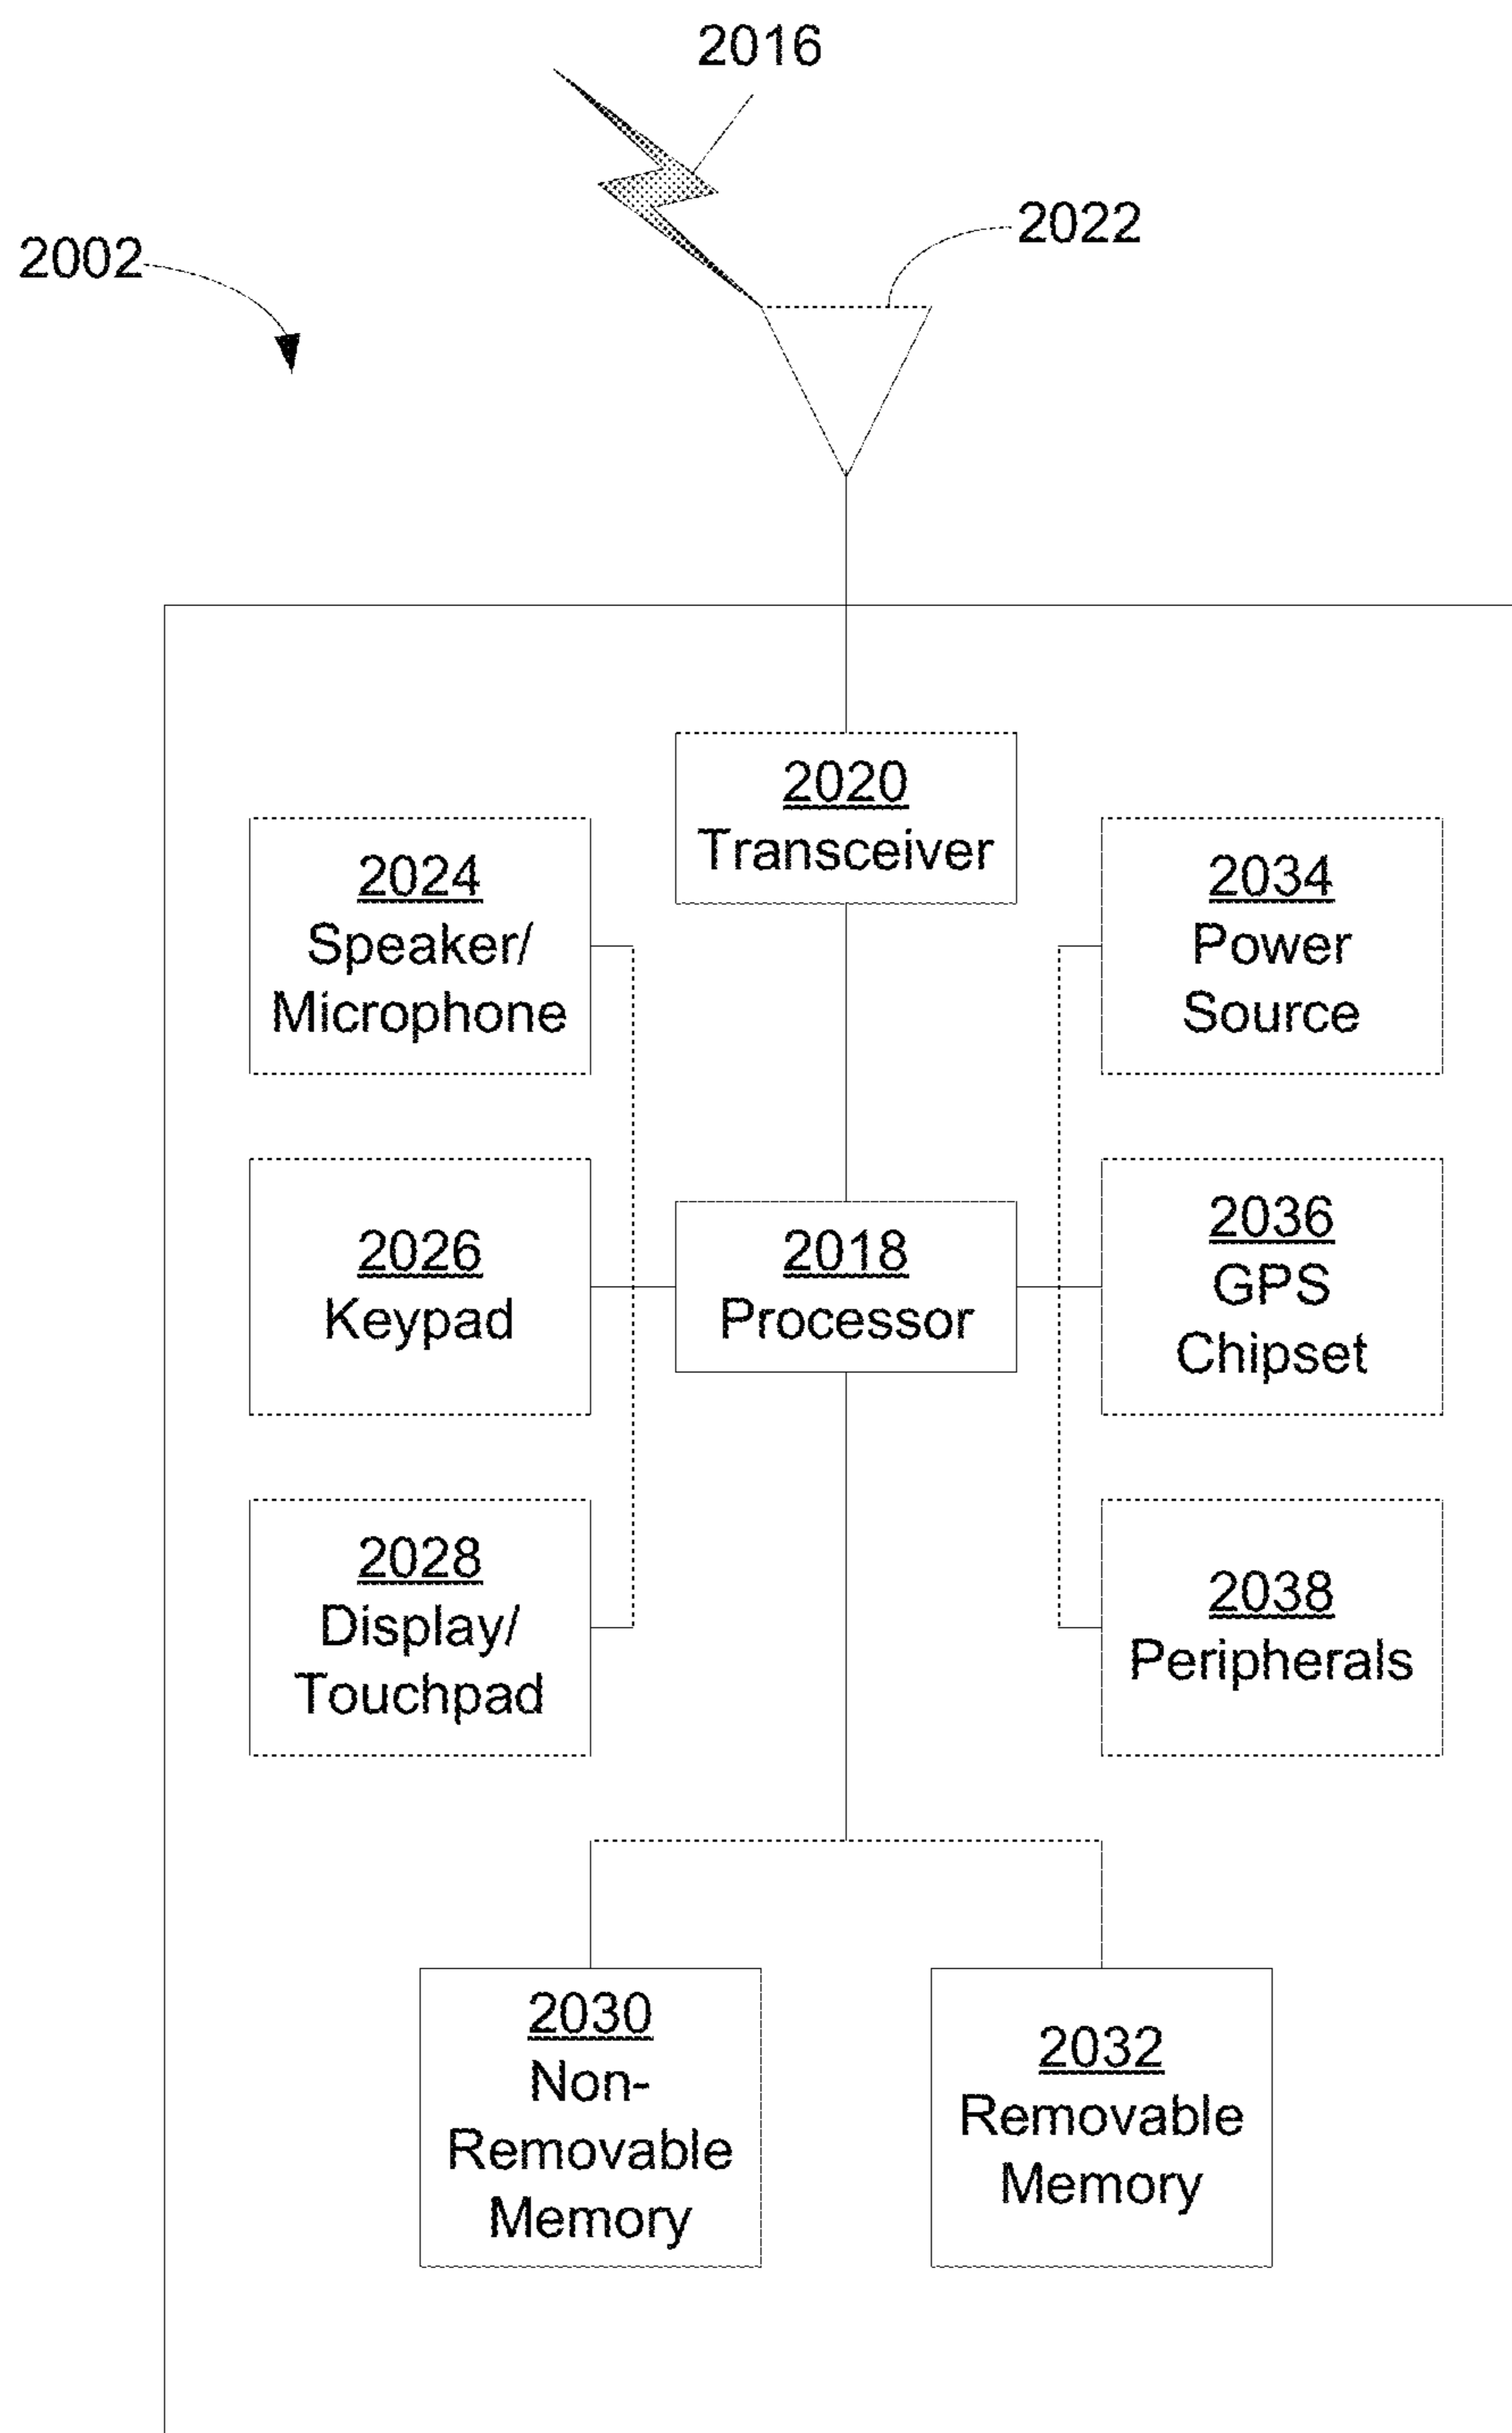 2016
2022
2002
2020
Transceiver
2024
Speaker/
Microphone
2034
Power
Source
2026
Keypad
2018
Processor
2036
GPS
Chipset
2028
Display/
Touchpad
2038
Peripherals
2030
Non-
Removable
Memory
2032
Removable
Memory